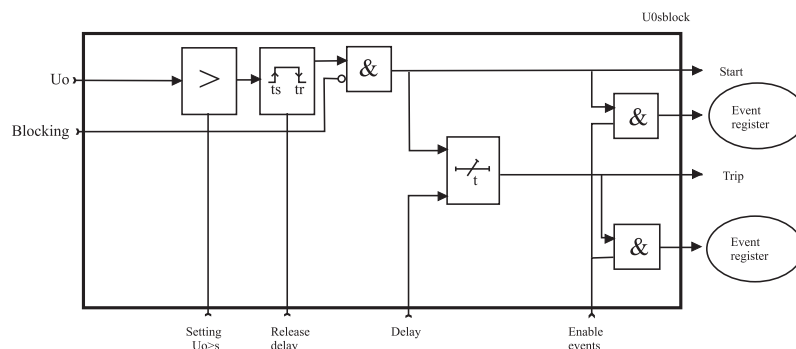 U0sblock
Uo
>
ts tr
&
Start
Blocking
&
Event
register
t
Trip
&
Event
register
Setting
Uo>s
Release
delay
Delay
Enable
events